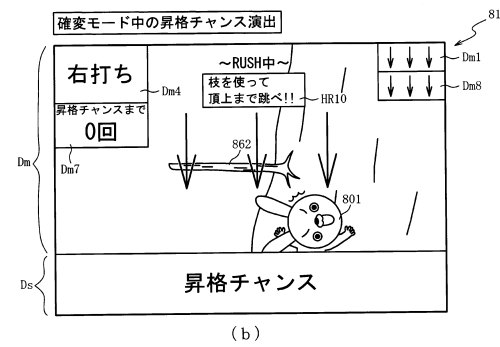 確変モード中の昇格チャンス演出
81
〜RUSH中〜
右打ち
枝を使って
頂上まで跳べ!!
Dm1
Dm4
Dm8
HR10
昇格チャンスまで
0回
862
Dm
Dm7
801
Ds
昇格チャンス
(b)